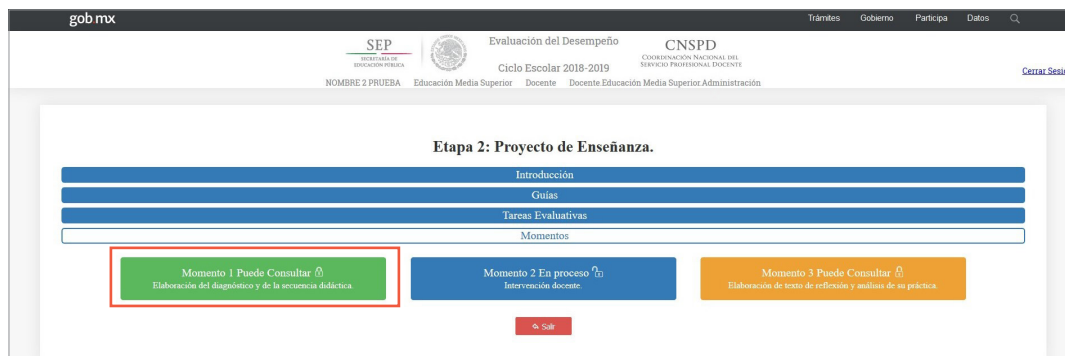 gob.mx
Trámites Gobierno Participa Datos
SEP
SECRETARÍA DE
EDUCACIÓN PÚBLICA
Evaluación del Desempeño
Ciclo Escolar 2018-2019
CNSPD
COORDINACIÓN NACIONAL DEL
SERVICIO PROFESIONAL DOCENTE
Cerrar Sesi
NOMBRE 2 PRUEBA Educación Media Superior Docente Docente.Educación Media Superior.Administración
Etapa 2: Proyecto de Enseñanza.
Introducción
Guías
Tareas Evaluativas
Momentos
Momento 1 Puede Consultar
Elaboración del diagnóstico y de la secuencia didáctica.
Momento 2 En proceso
Intervención docente.
Momento 3 Puede Consultar
Elaboración de texto de reflexión y análisis de su práctica.
Salir